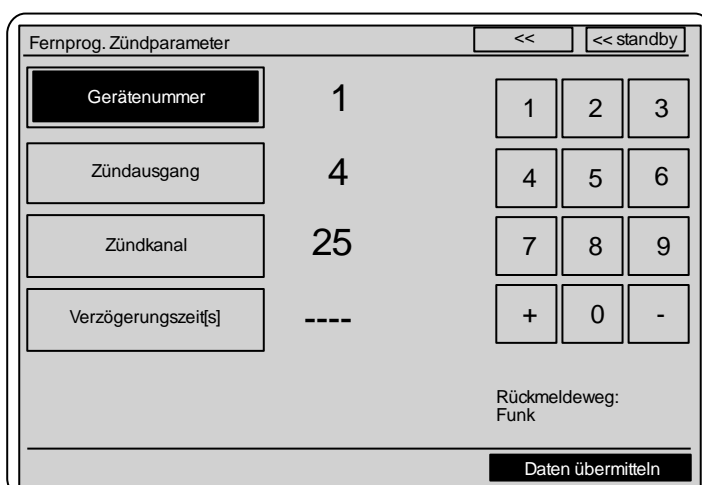 Fernprog. Zündparameter << << standby
Gerätenummer 1 1 2 3
Zündausgang 4 4 5 6
Zündkanal 25 7 8 9
Verzögerungszeit[s] ---- + 0 -
Rückmeldeweg:
Funk
Daten übermitteln